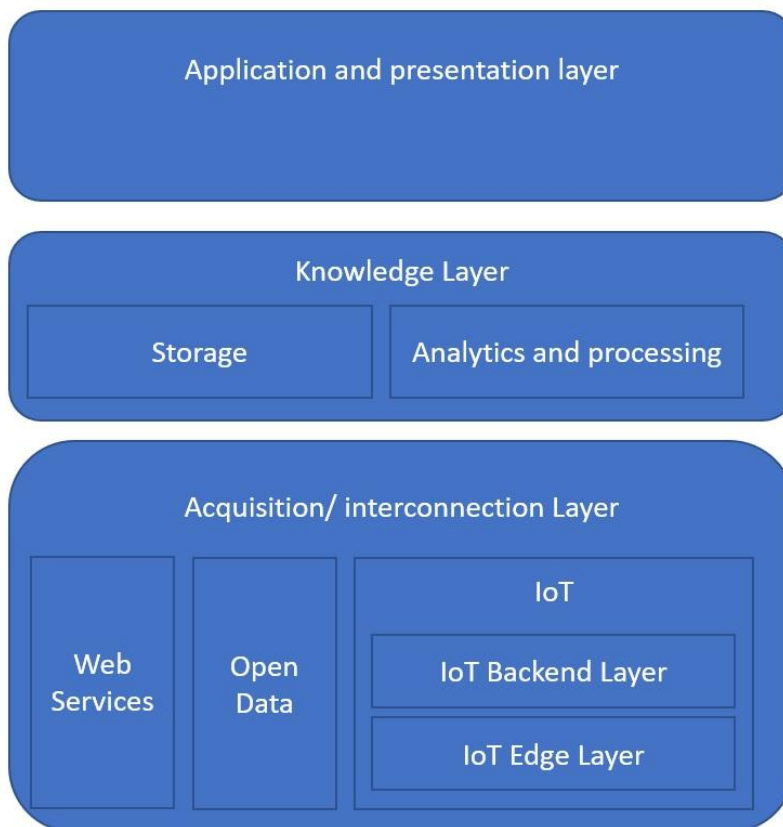 Application and presentation layer
Knowledge Layer
Storage
Analytics and processing
Acquisition/ interconnection Layer
Web
Services
Open
Data
IoT
IoT Backend Layer
IoT Edge Layer